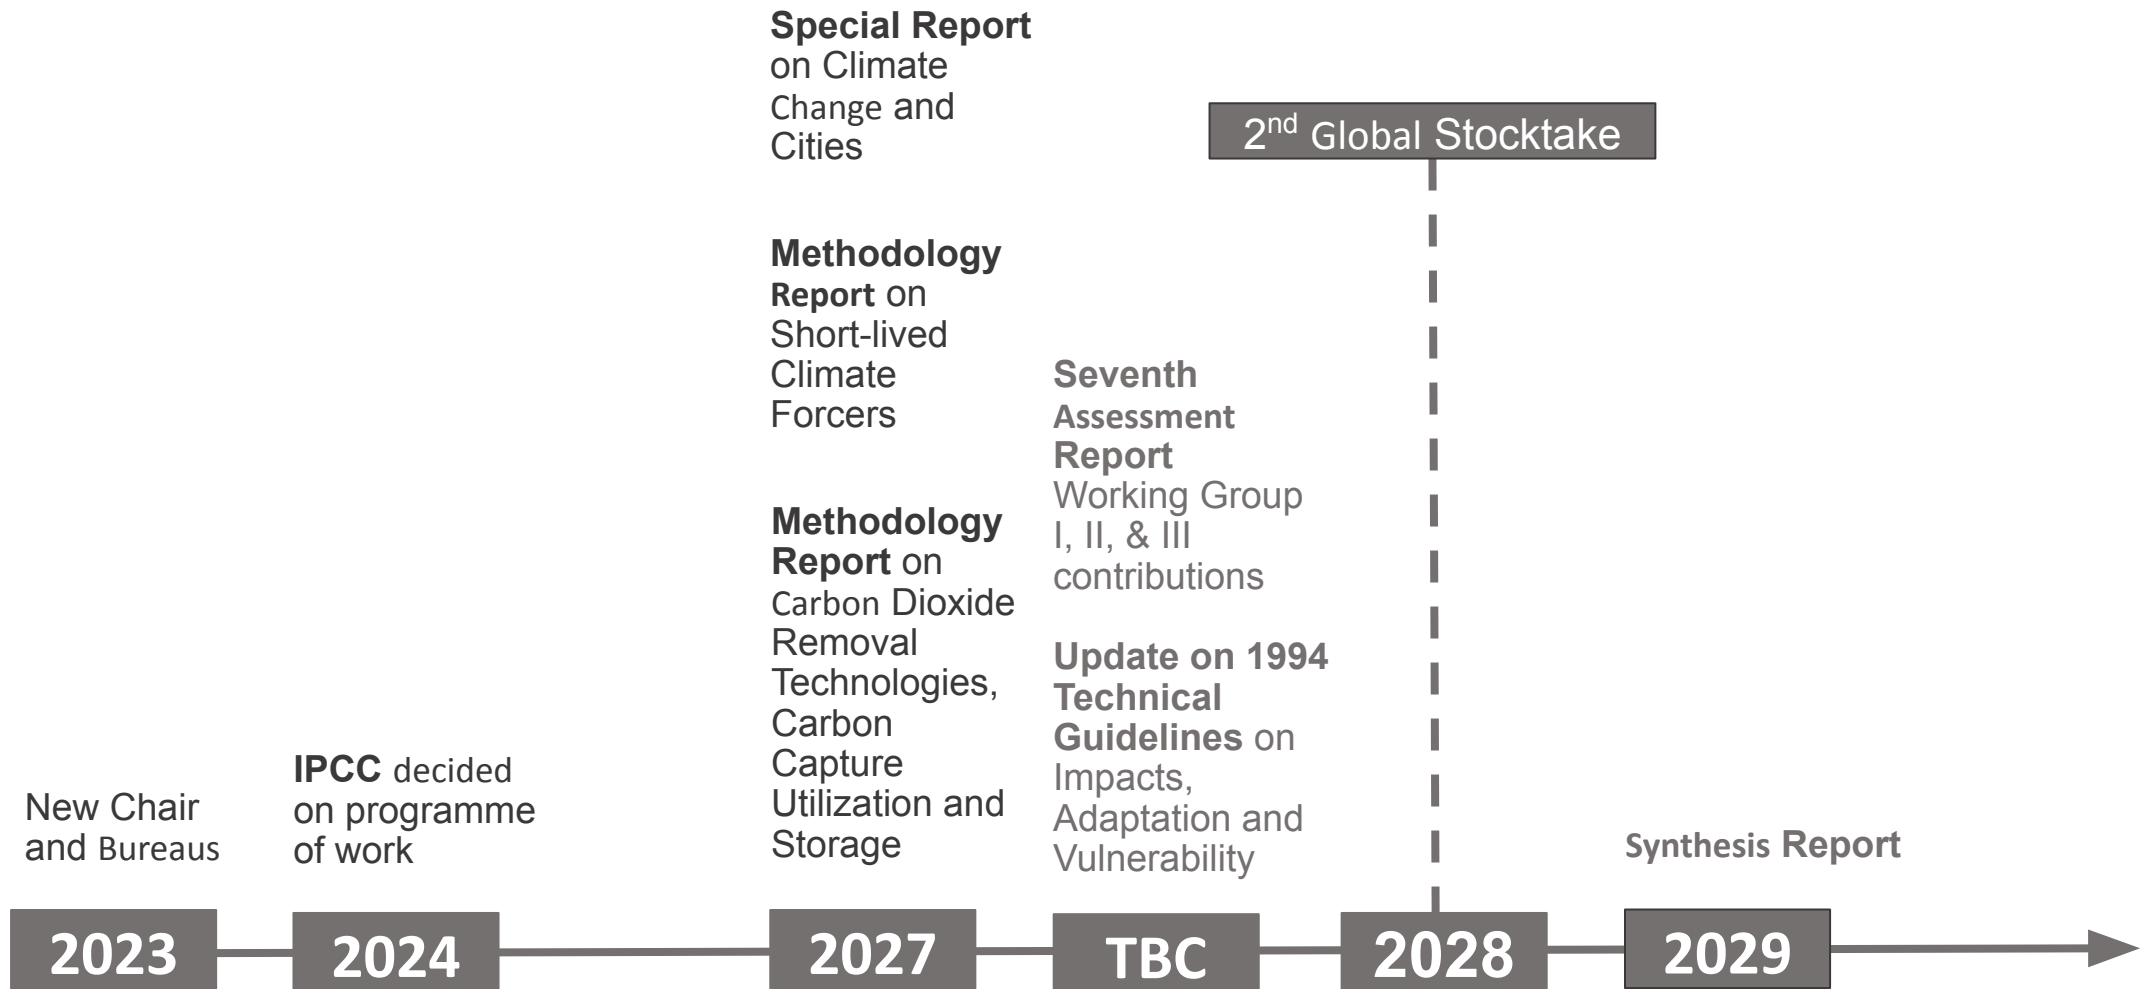 Special Report
on Climate
Change and
Cities
2nd Global Stocktake
Methodology
Report on
Short-lived
Climate
Forcers
Seventh
Assessment
Report
Working Group
I, II, & III
contributions
Methodology
Report on
Carbon Dioxide
Removal
Technologies,
Carbon
Capture
Utilization and
Storage
Update on 1994
Technical
Guidelines on
Impacts,
Adaptation and
Vulnerability
New Chair
and Bureaus
IPCC decided
on programme
of work
Synthesis Report
2023
2024
2027
TBC
2028
2029